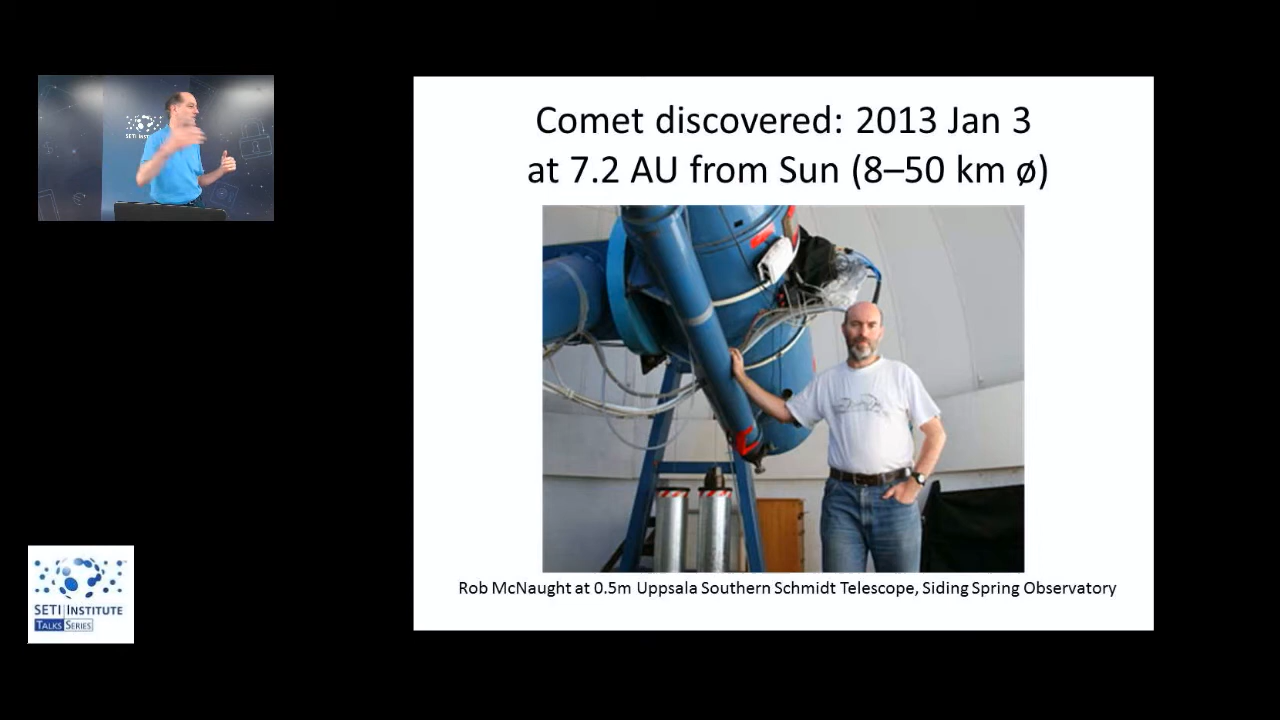 Comet discovered: 2013 Jan 3
at 7.2 AU from Sun (8–50 km ø)
Rob McNaught at 0.5m Uppsala Southern Schmidt Telescope, Siding Spring Observatory
SETI INSTITUTE
TALKS SERIES